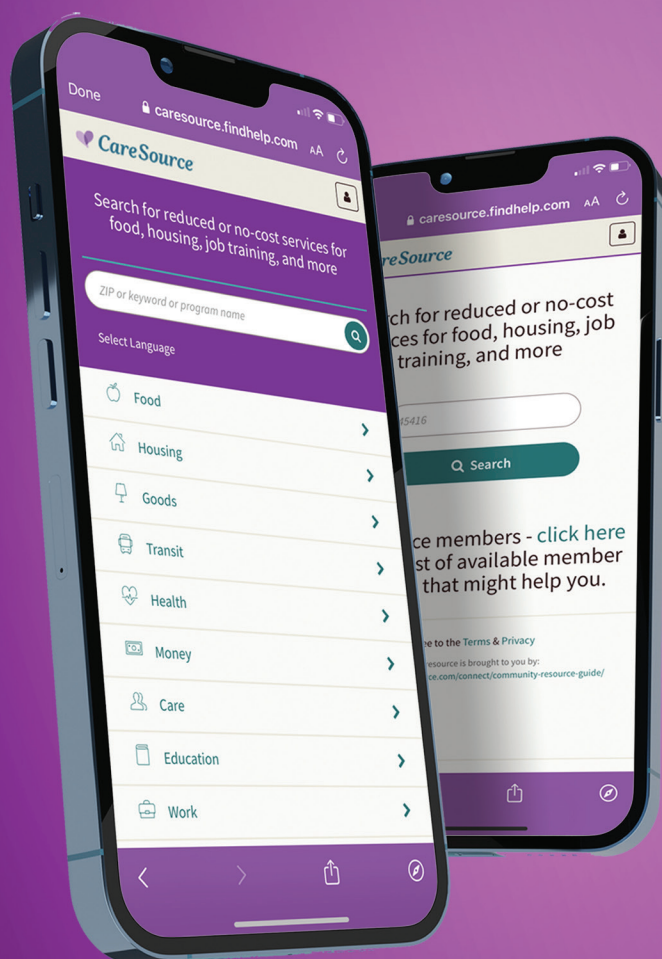 Done
caresource.findhelp.com AA
CareSource
Search for reduced or no-cost services for
food, housing, job training, and more
ZIP or keyword or program name
Select Language
Food
Housing
Goods
Transit
Health
Money
Care
Education
Work
caresource.findhelp.com AA
reSource
ch for reduced or no-cost
ces for food, housing, job
training, and more
45416
Search
ce members - click here
st of available member
that might help you.
ee to the Terms & Privacy
esource is brought to you by:
ce.com/connect/community-resource-guide/